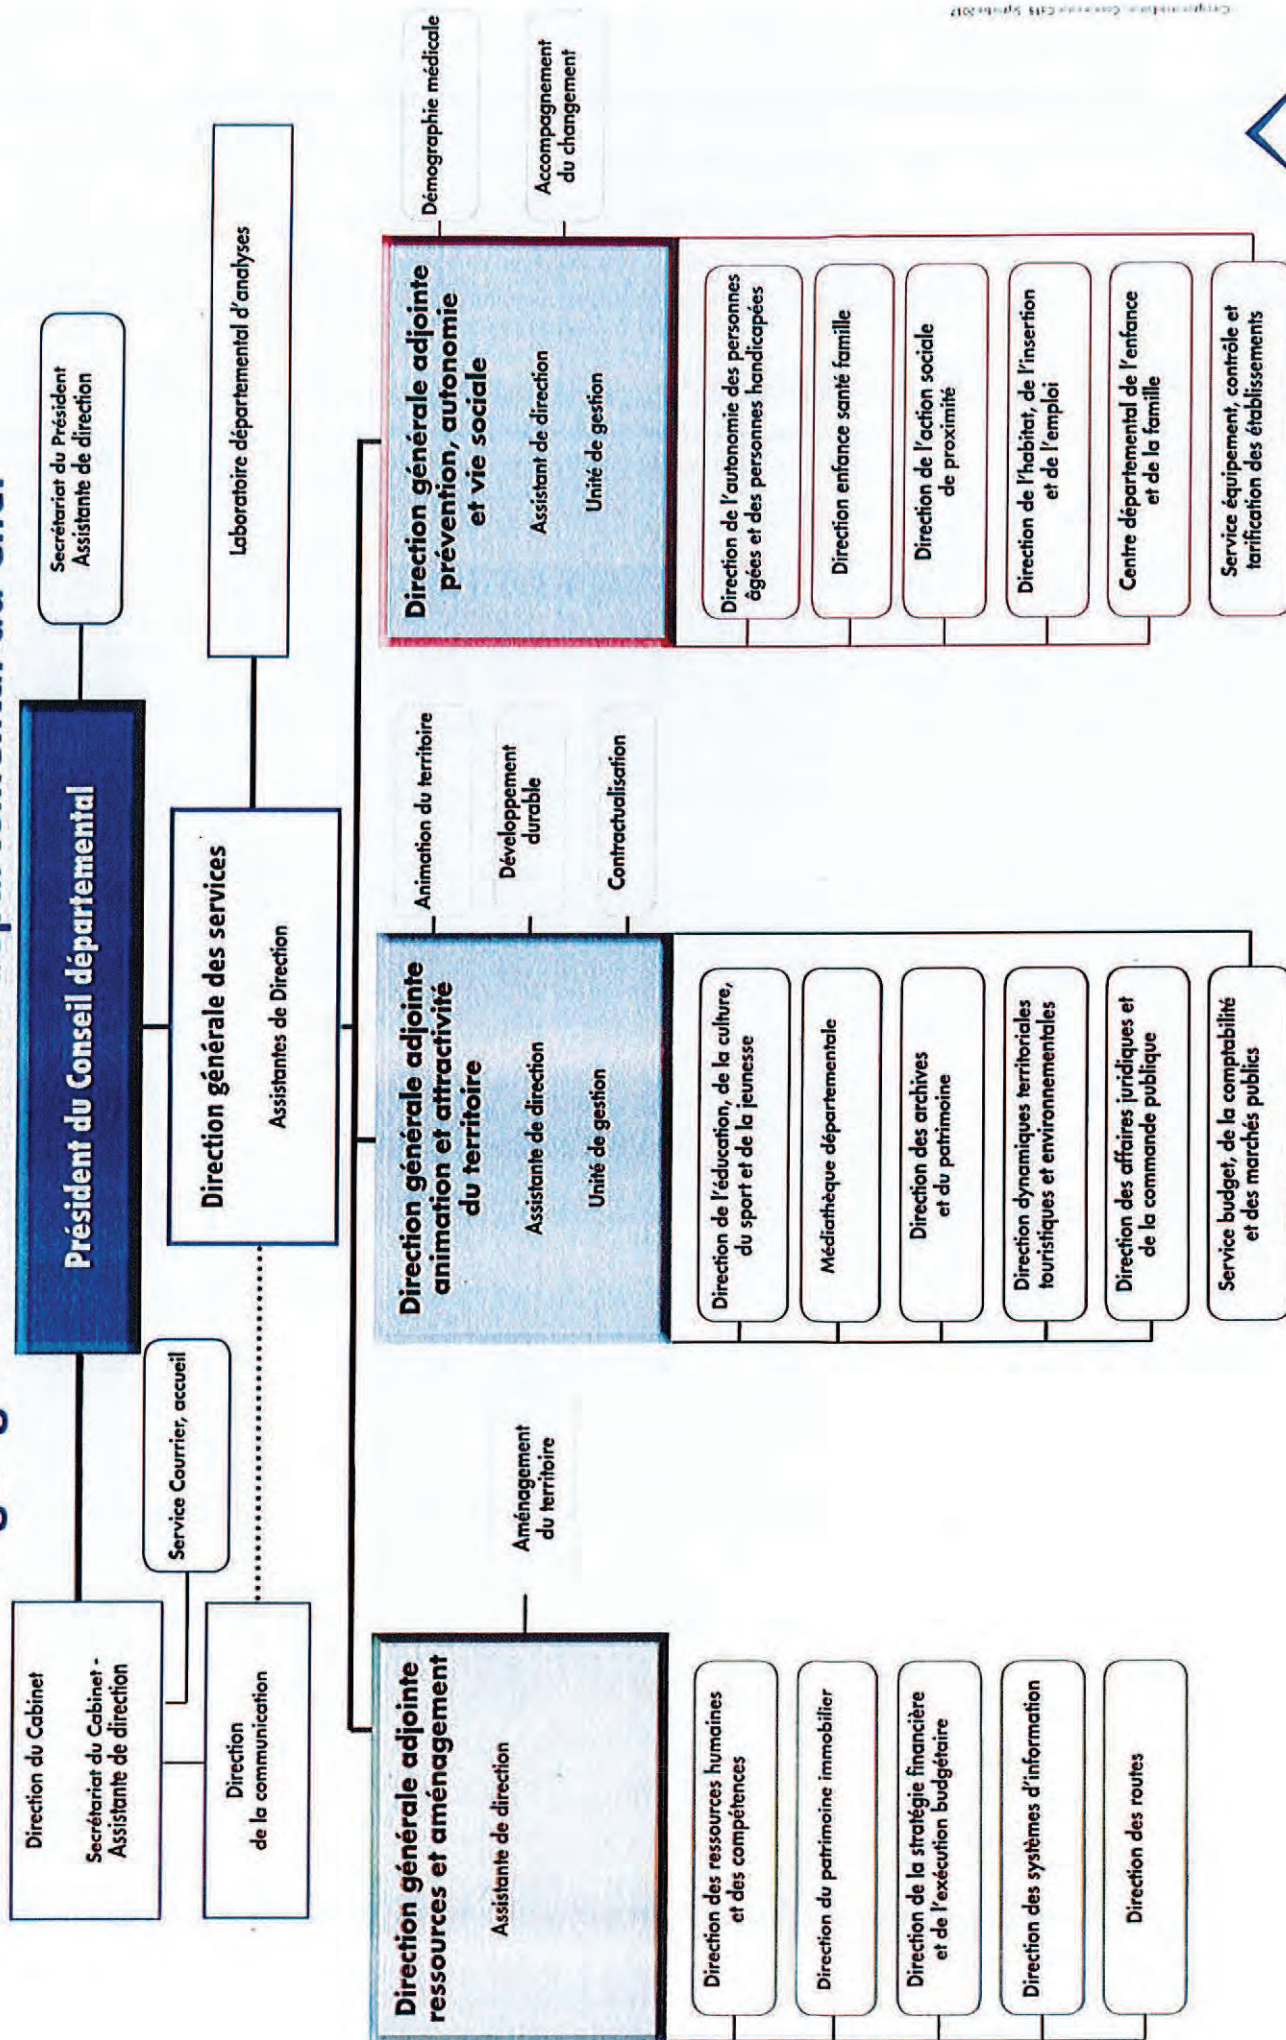 Président du Conseil départemental
Secrétariat du Président
Assistante de direction
Direction du Cabinet
Secrétariat du Cabinet -
Assistante de direction
Service Courrier, accueil
Direction
de la communication
Direction générale des services
Assistantes de Direction
Laboratoire départemental d'analyses
Direction générale adjointe
ressources et aménagement
Assistante de direction
Aménagement
du territoire
Direction des ressources humaines
et des compétences
Direction du patrimoine immobilier
Direction de la stratégie financière
et de l'exécution budgétaire
Direction des systèmes d'information
Direction des routes
Direction générale adjointe
animation et attractivité
du territoire
Assistante de direction
Unité de gestion
Animation du territoire
Développement
durable
Contractualisation
Direction de l'éducation, de la culture,
du sport et de la jeunesse
Médiathèque départementale
Direction des archives
et du patrimoine
Direction dynamiques territoriales
touristiques et environnementales
Direction des affaires juridiques et
de la commande publique
Service budget, de la comptabilité
et des marchés publics
Direction générale adjointe
prévention, autonomie
et vie sociale
Assistant de direction
Unité de gestion
Démographie médicale
Accompagnement
du changement
Direction de l'autonomie des personnes
âgées et des personnes handicapées
Direction enfance santé famille
Direction de l'action sociale
de proximité
Direction de l'habitat, de l'insertion
et de l'emploi
Centre départemental de l'enfance
et de la famille
Service équipement, contrôle et
tarification des établissements